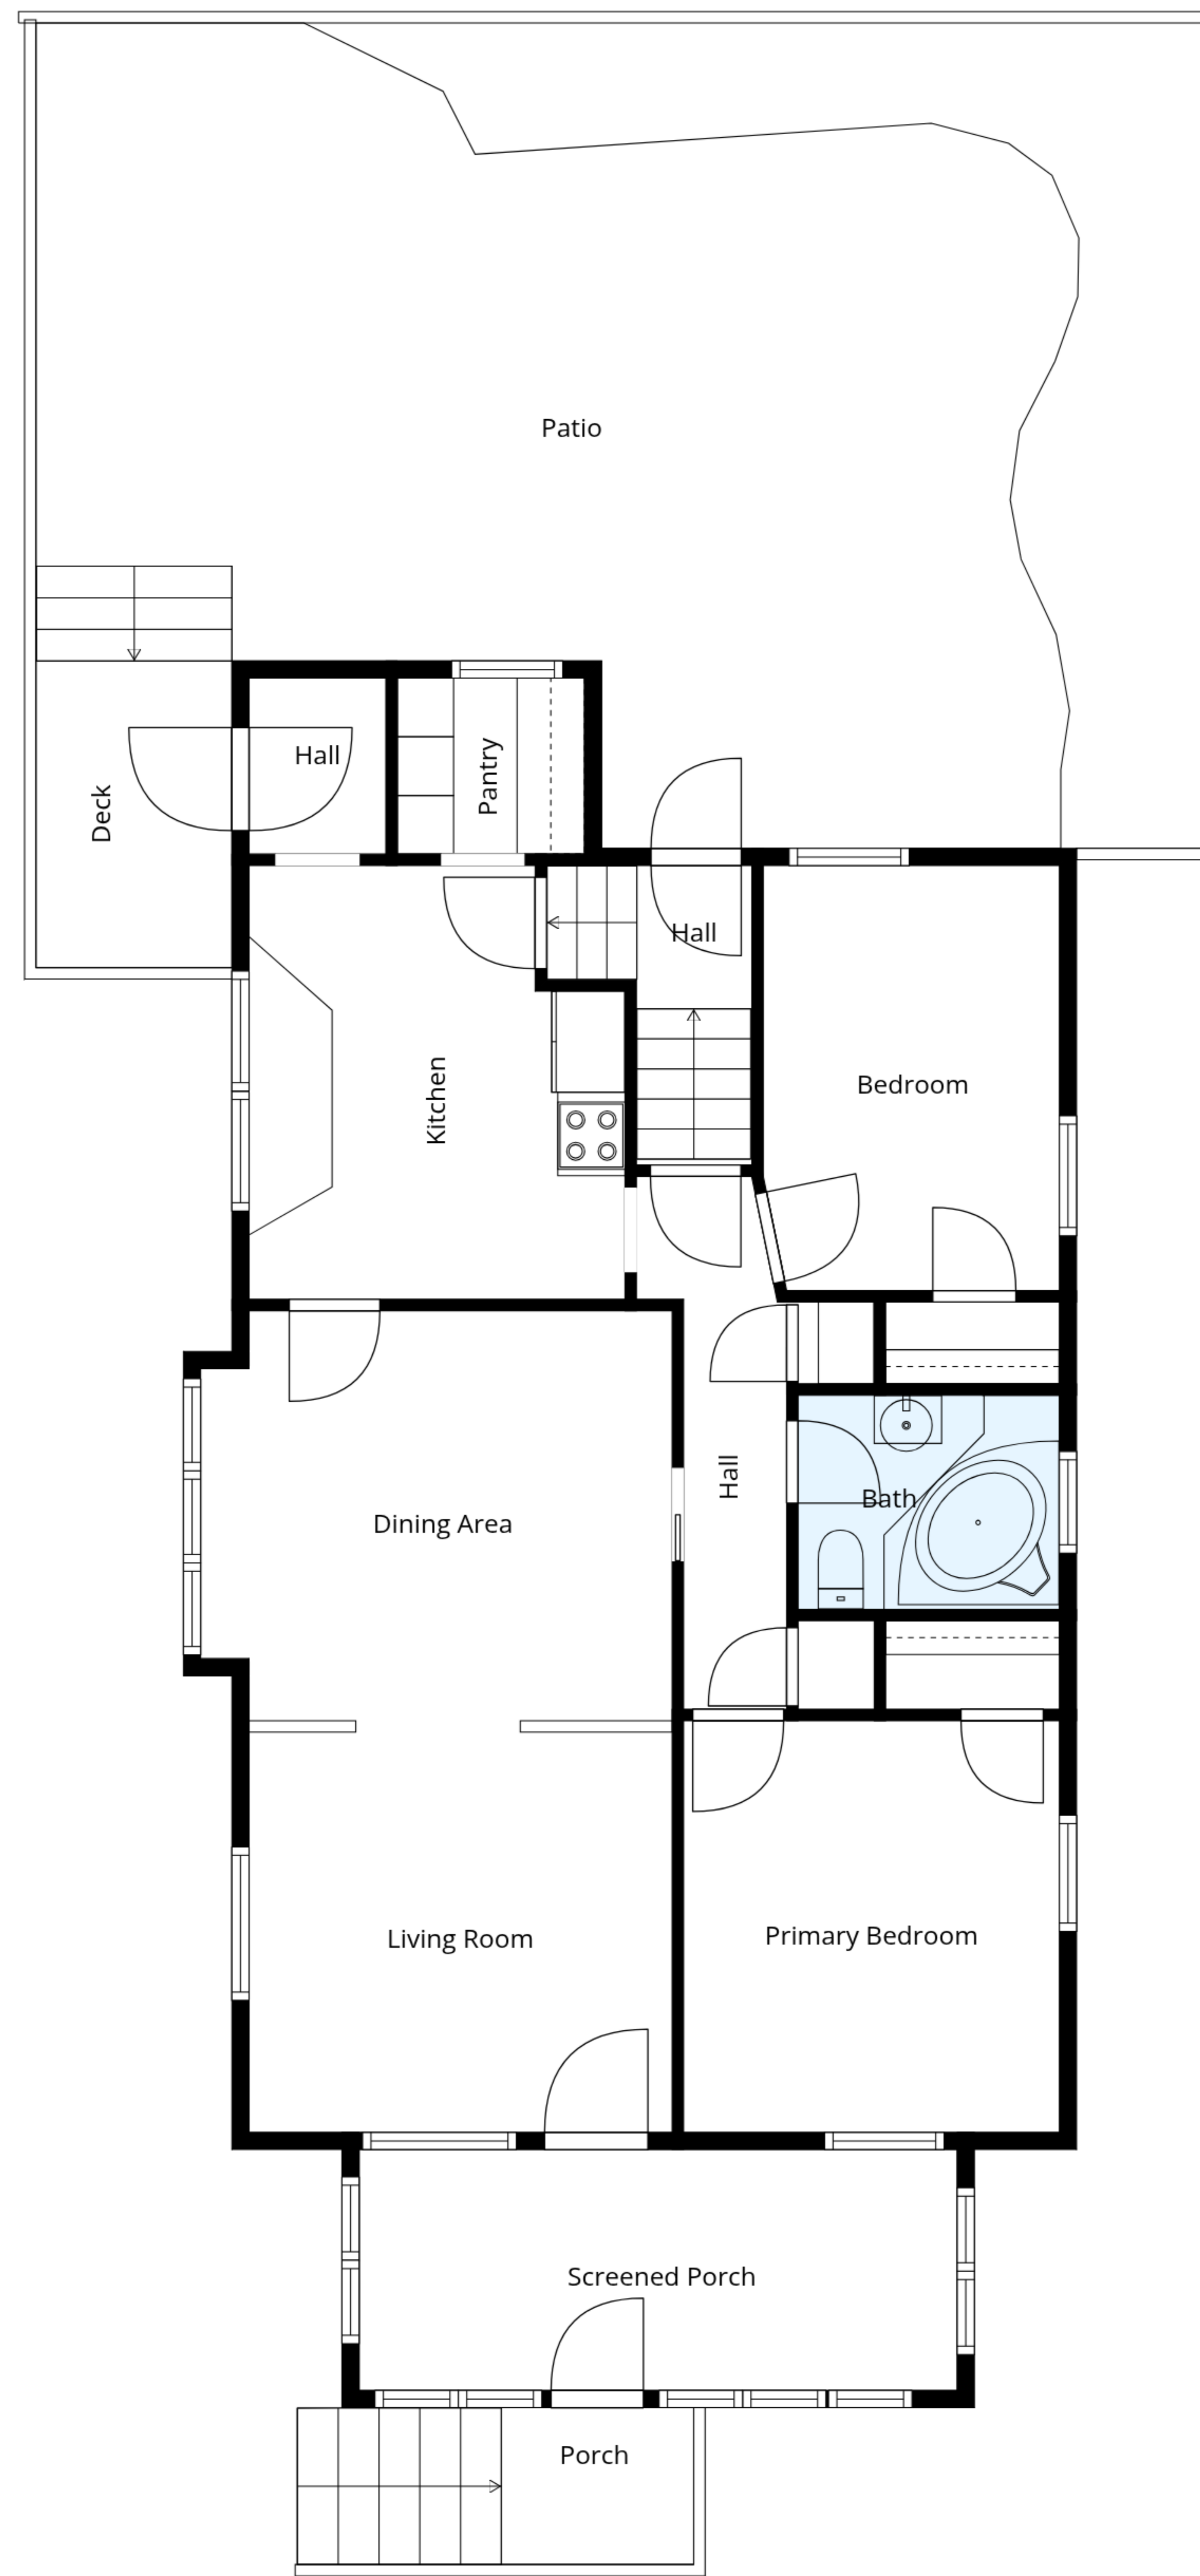 Patio
Hall
Pantry
Deck
Hall
Kitchen
Bedroom
Hall
Bath
Dining Area
Living Room
Primary Bedroom
Screened Porch
Porch